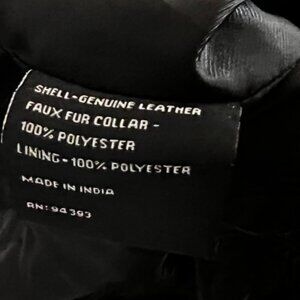 SHELL-GENUINE LEATHER
FAUX FUR COLLAR -
100% POLYESTER
LINING - 100% POLYESTER
MADE IN INDIA
RN: 94393